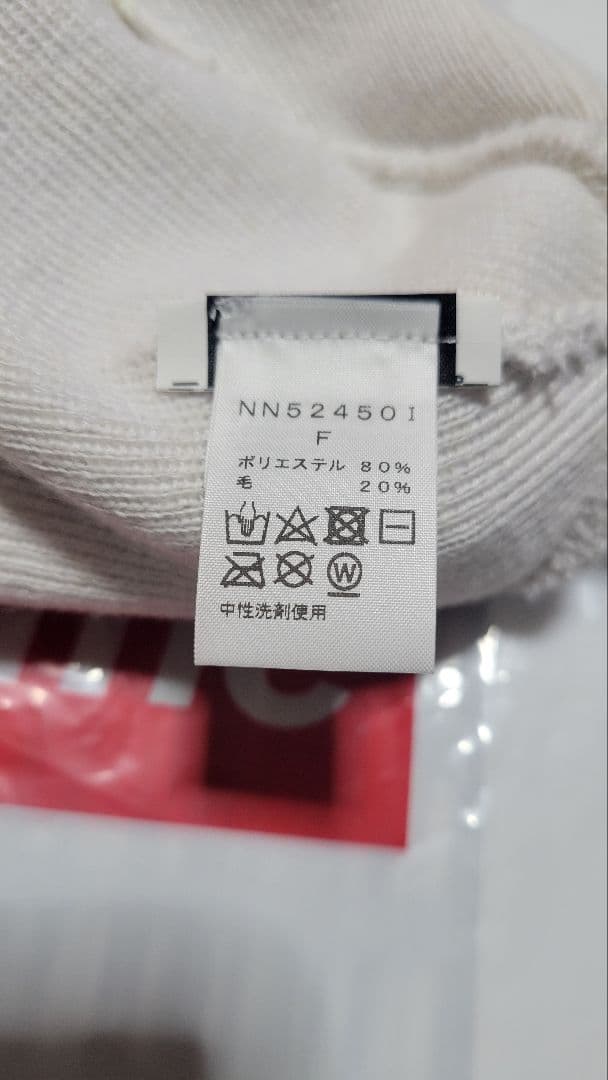 NN52450I
F
ポリエステル 80%
毛 20%
W
中性洗剤使用